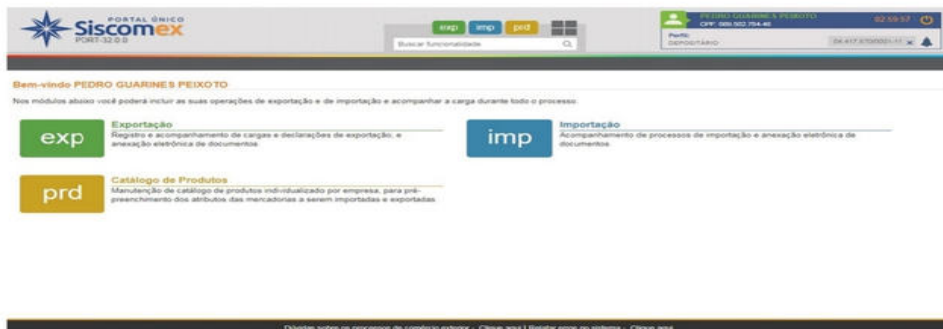 PORTAL ÚNICO
Siscomex
PORT-32.0.0
exp imp prd
Buscar funcionalidade
PEDRO GUARINES PEIXOTO
CPF:
02:59:57
Perfil:
DEPOSITÁRIO
Bem-vindo PEDRO GUARINES PEIXOTO
Nos módulos abaixo você poderá incluir as suas operações de exportação e de importação e acompanhar a carga durante todo o processo.
exp
Exportação
Registro e acompanhamento de cargas e declarações de exportação; e
anexação eletrônica de documentos
imp
Importação
Acompanhamento de processos de importação e anexação eletrônica de
documentos
prd
Catálogo de Produtos
Manutenção de catálogo de produtos individualizado por empresa, para pré-
preenchimento dos atributos das mercadorias a serem importadas e exportadas
Dúvidas sobre os processos de comércio exterior - Clique aqui | Relatar erros no sistema - Clique aqui